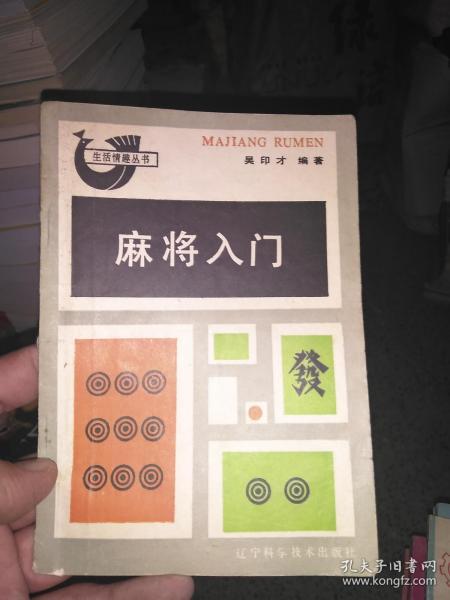 MAJIANG RUMEN
生活情趣丛书
吴印才 编著
麻将入门
發
辽宁科学技术出版社
孔夫子旧书网
www.kongfz.com